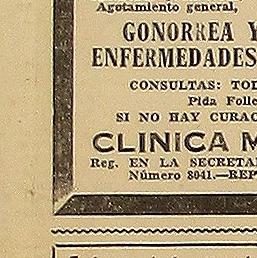 Agotamiento general,
GONORREA Y
ENFERMEDADES
CONSULTAS: TOD
Pida Folle
SI NO HAY CURAC
CLINICA M
Reg. EN LA SECRETA
Número 8041.—REP